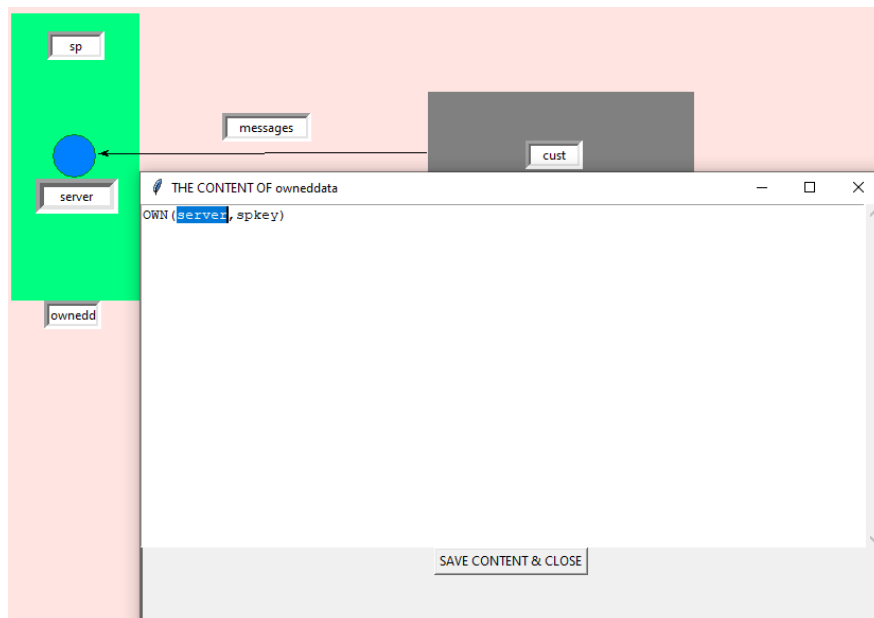 sp
messages
cust
server
THE CONTENT OF owneddata
OWN(server,spkey)
ownedd
SAVE CONTENT & CLOSE